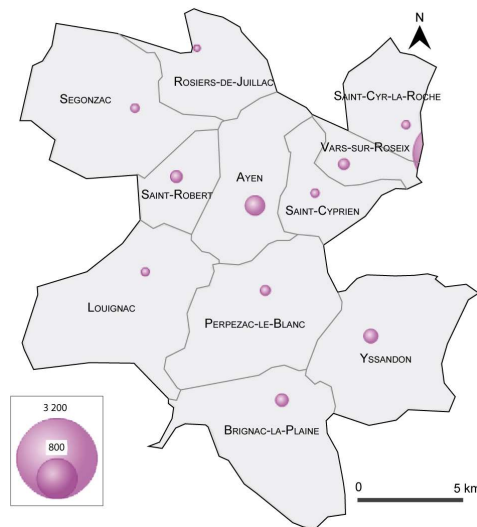 N
Rosiers-de-Juillac
Segonzac
Saint-Cyr-la-Roche
Vars-sur-Roseix
Ayen
Saint-Robert
Saint-Cyprien
Louignac
Perpezac-le-Blanc
Yssandon
Brignac-la-Plaine
3 200
800
0 5 km